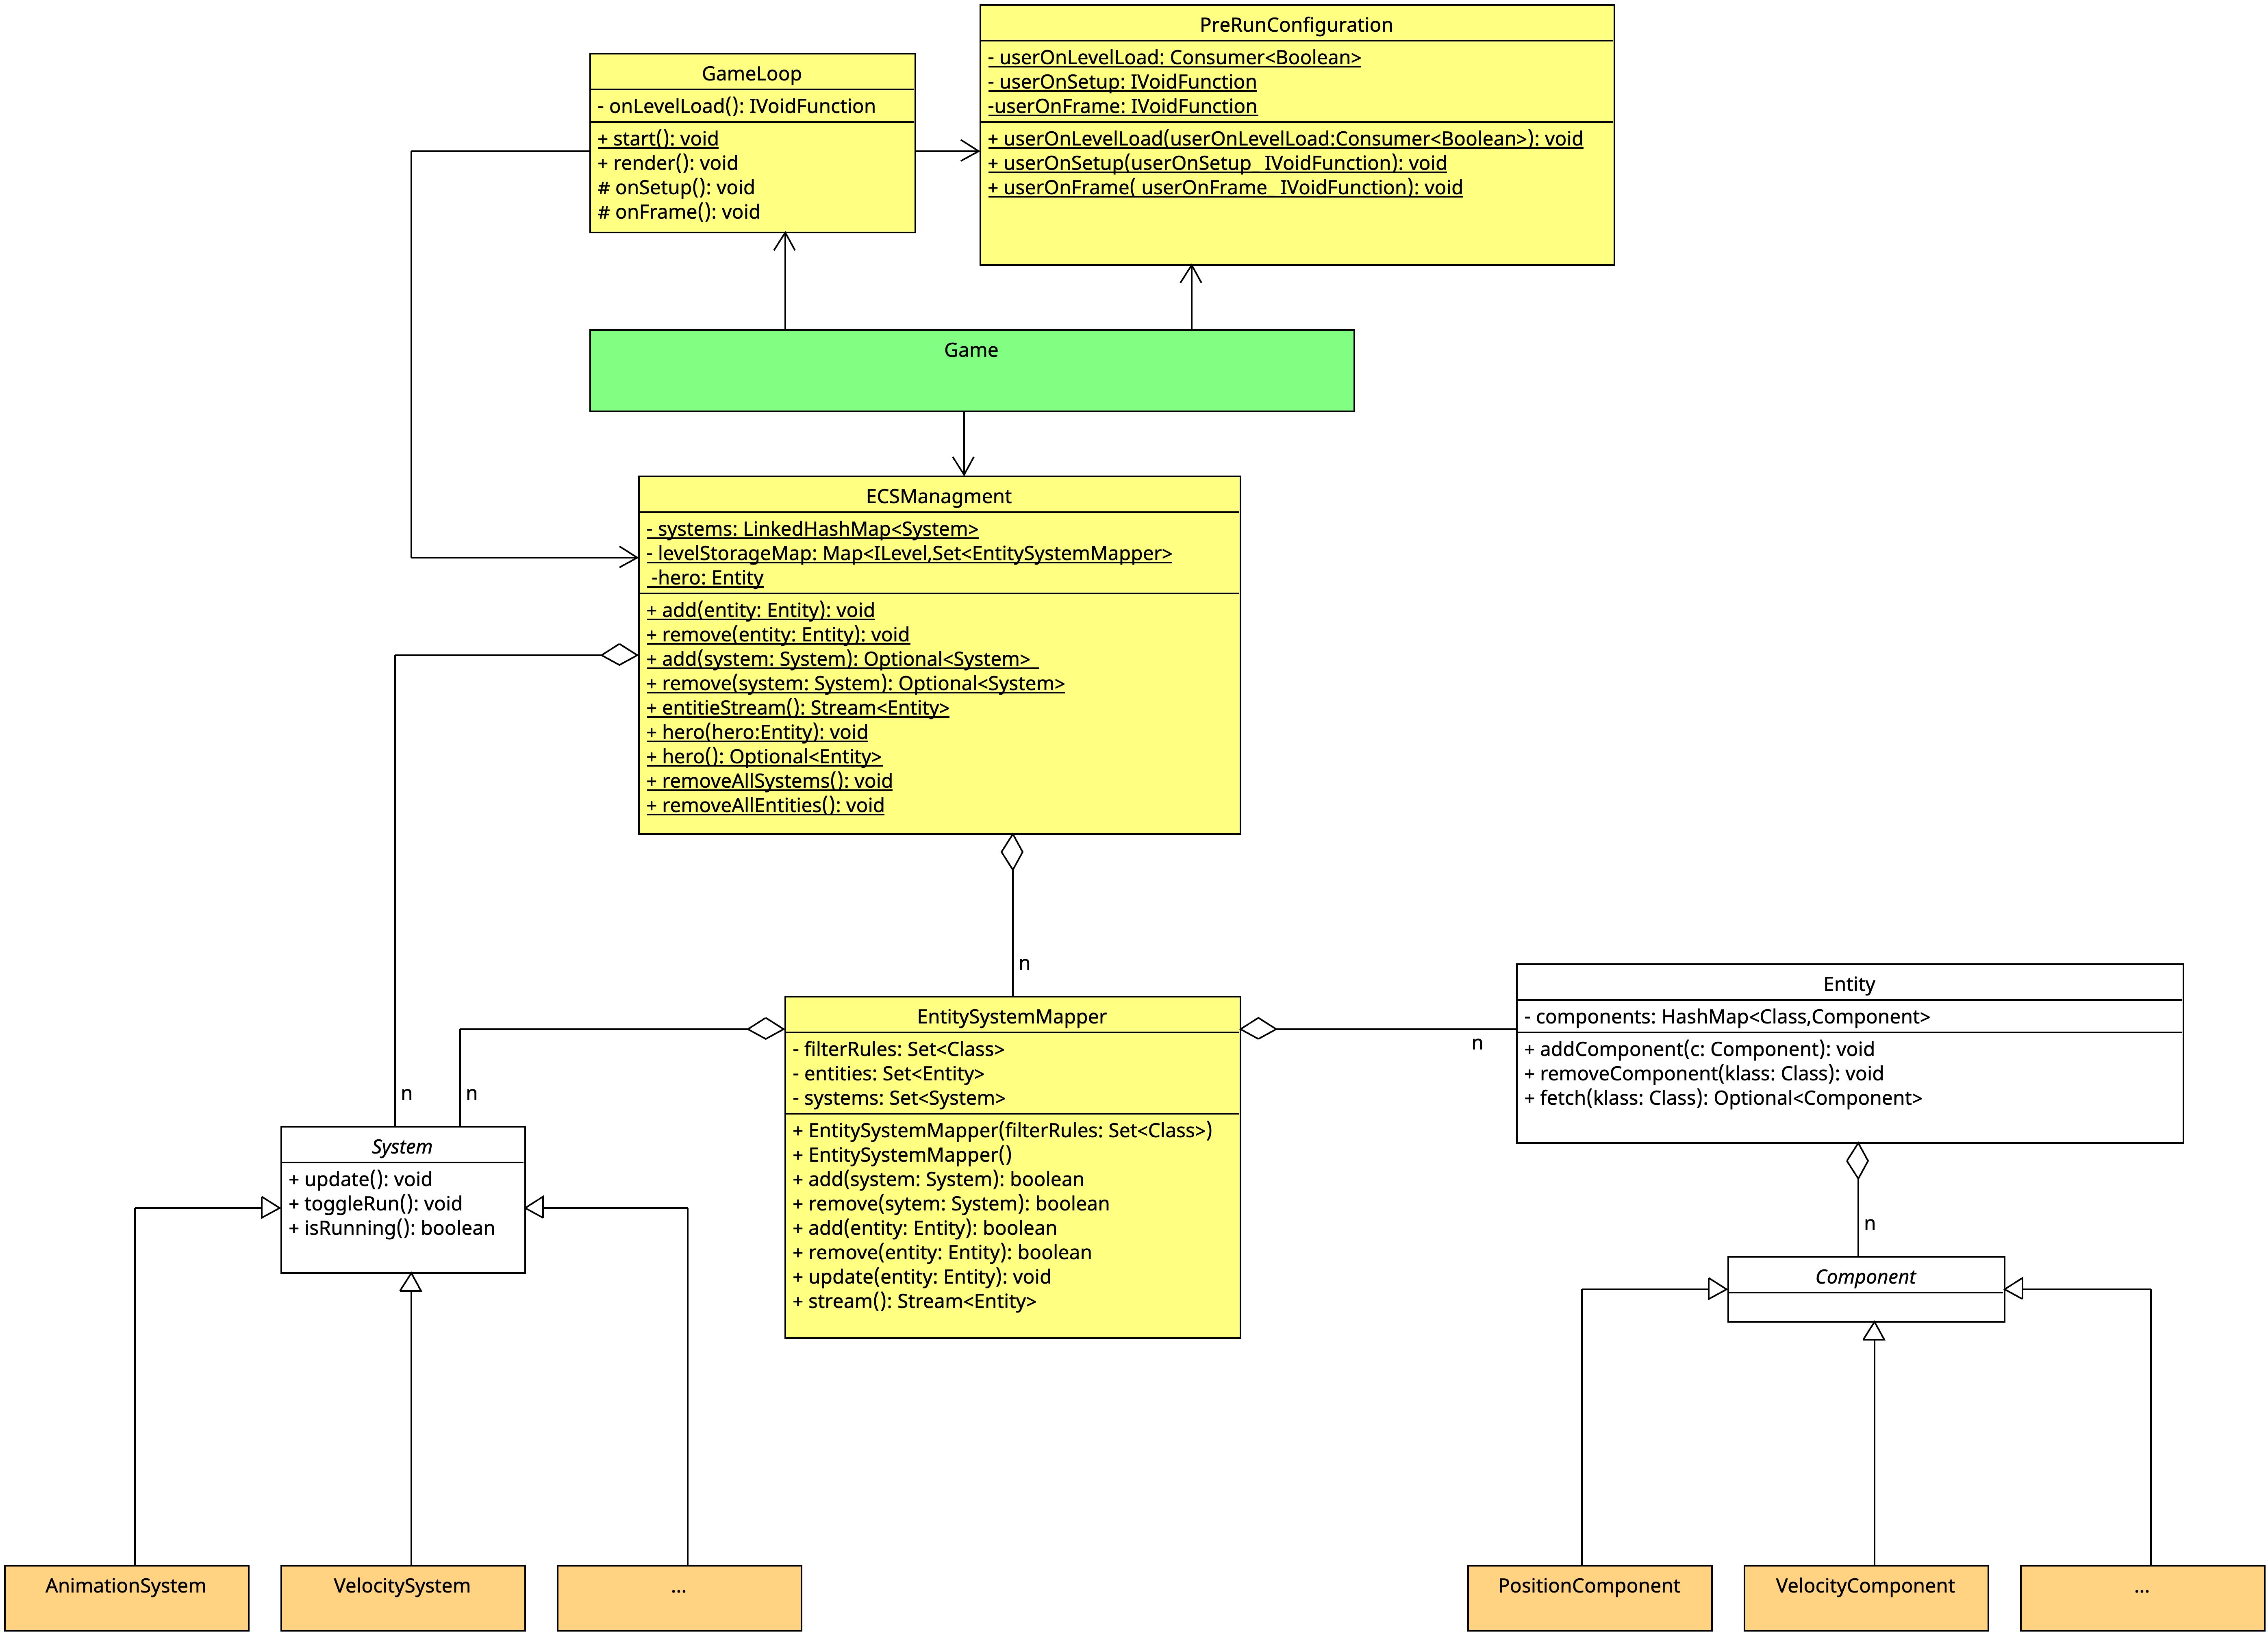 PreRunConfiguration
- userOnLevelLoad: Consumer<Boolean>
- userOnSetup: IVoidFunction
-userOnFrame: IVoidFunction
+ userOnLevelLoad(userOnLevelLoad:Consumer<Boolean>): void
+ userOnSetup(userOnSetup_IVoidFunction): void
+ userOnFrame( userOnFrame_IVoidFunction): void
GameLoop
- onLevelLoad(): IVoidFunction
+ start(): void
+ render(): void
# onSetup(): void
# onFrame(): void
Game
ECSManagment
- systems: LinkedHashMap<System>
- levelStorageMap: Map<ILevel,Set<EntitySystemMapper>
-hero: Entity
+ add(entity: Entity): void
+ remove(entity: Entity): void
+ add(system: System): Optional<System>
+ remove(system: System): Optional<System>
+ entitieStream(): Stream<Entity>
+ hero(hero:Entity): void
+ hero(): Optional<Entity>
+ removeAllSystems(): void
+ removeAllEntities(): void
n
n
n
n
EntitySystemMapper
- filterRules: Set<Class>
- entities: Set<Entity>
- systems: Set<System>
+ EntitySystemMapper(filterRules: Set<Class>)
+ EntitySystemMapper()
+ add(system: System): boolean
+ remove(sytem: System): boolean
+ add(entity: Entity): boolean
+ remove(entity: Entity): boolean
+ update(entity: Entity): void
+ stream(): Stream<Entity>
Entity
- components: HashMap<Class,Component>
+ addComponent(c: Component): void
+ removeComponent(klass: Class): void
+ fetch(klass: Class): Optional<Component>
System
+ update(): void
+ toggleRun(): void
+ isRunning(): boolean
n
Component
AnimationSystem
VelocitySystem
...
PositionComponent
VelocityComponent
...